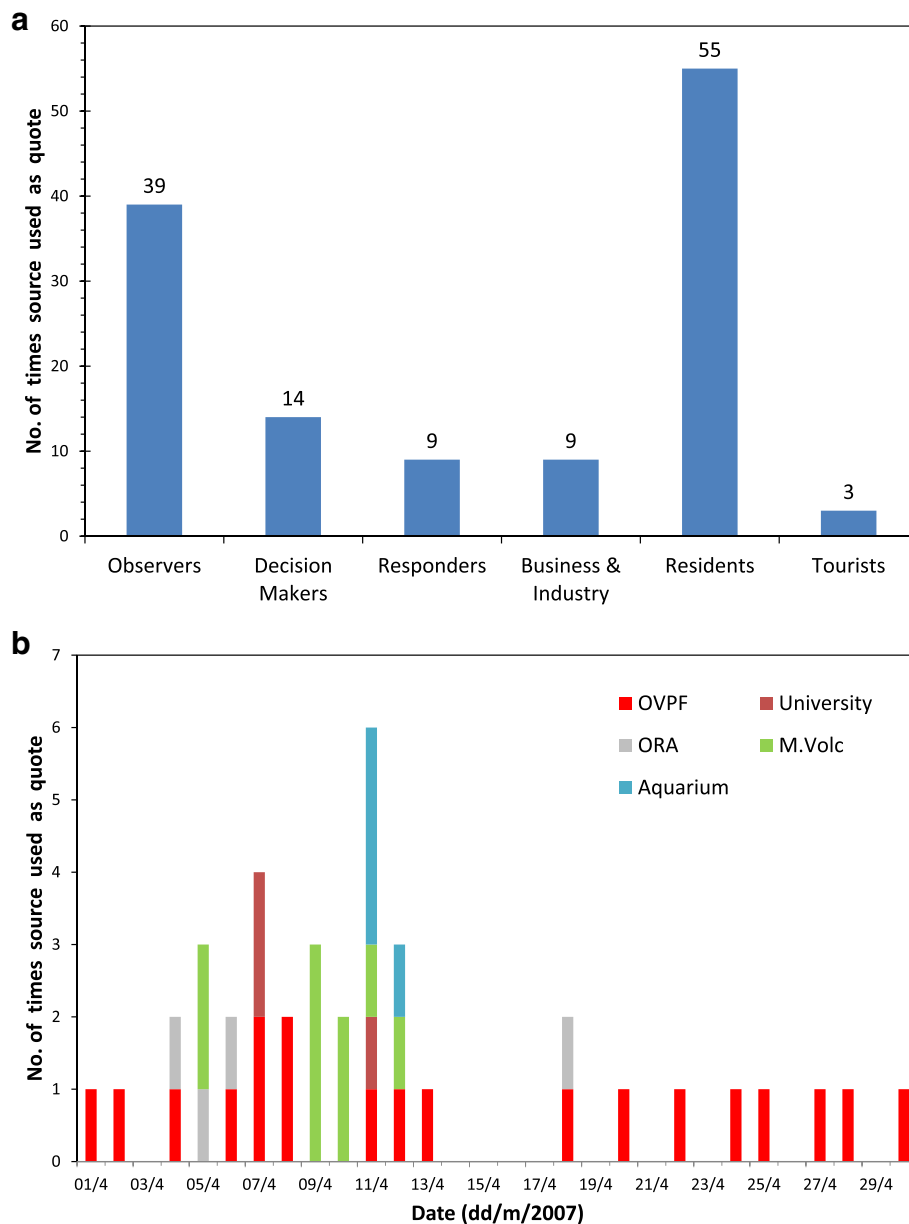 a
No. of times source used as quote
60
50
40
30
20
10
0
39
14
9
9
55
3
Observers
Decision
Makers
Responders
Business &
Industry
Residents
Tourists
b
No. of times source used as quote
7
6
5
4
3
2
1
0
OVPF
University
ORA
M.Volc
Aquarium
01/4 03/4 05/4 07/4 09/4 11/4 13/4 15/4 17/4 19/4 21/4 23/4 25/4 27/4 29/4
Date (dd/m/2007)